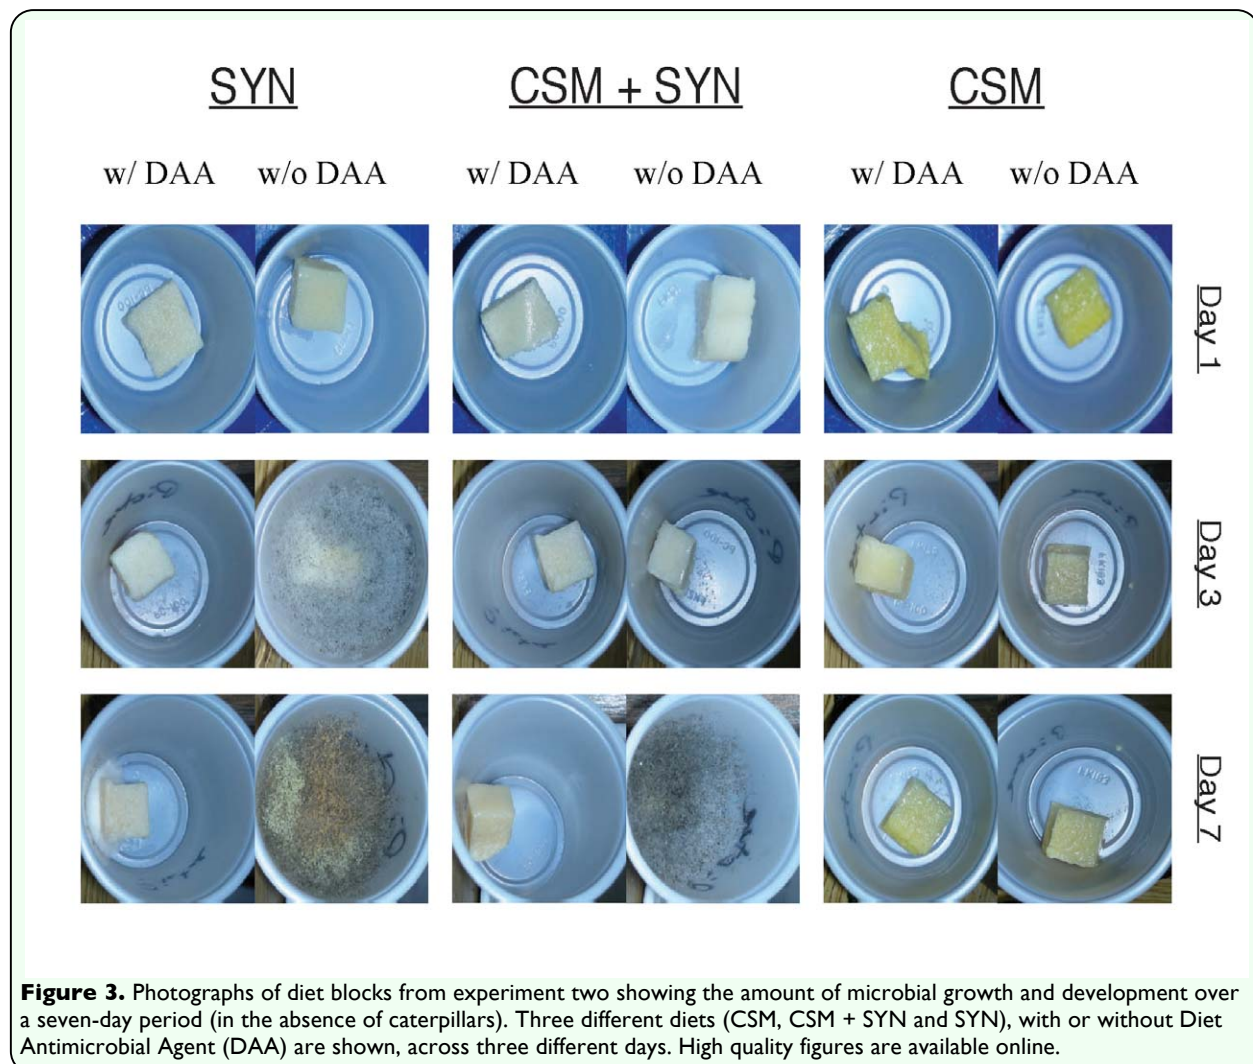 SYN CSM + SYN CSM
w/ DAA w/o DAA w/ DAA w/o DAA w/ DAA w/o DAA
Day 1
Day 3
Day 7
Figure 3. Photographs of diet blocks from experiment two showing the amount of microbial growth and development over
a seven-day period (in the absence of caterpillars). Three different diets (CSM, CSM + SYN and SYN), with or without Diet
Antimicrobial Agent (DAA) are shown, across three different days. High quality figures are available online.